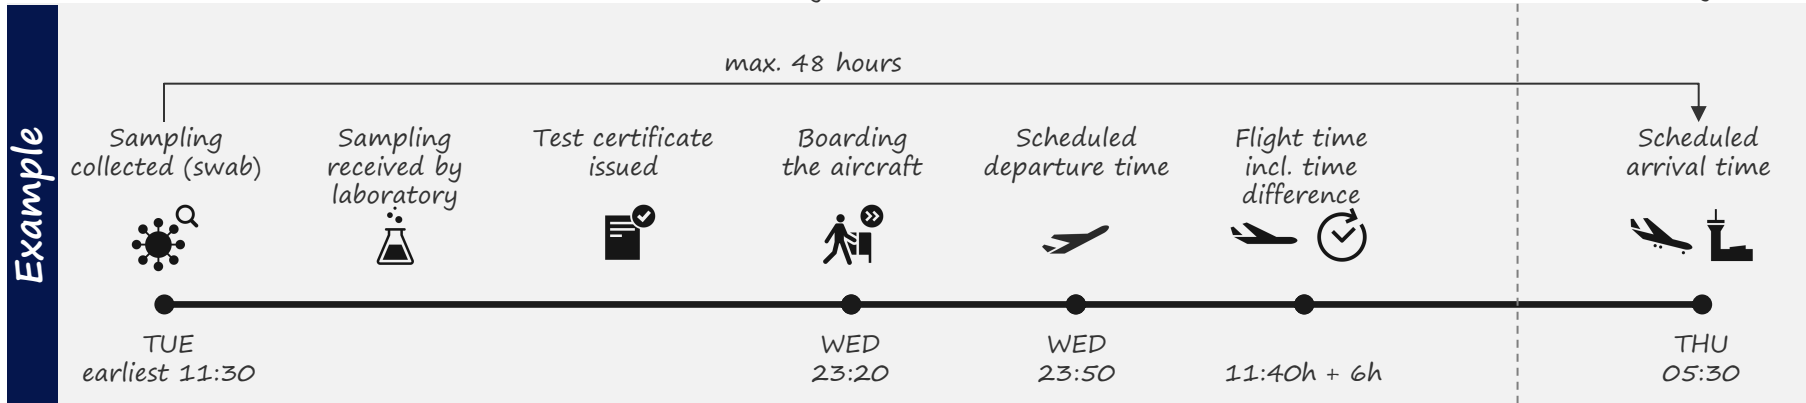 Example
max. 48 hours
Sampling
collected (swab)
Sampling
received by
laboratory
Test certificate
issued
Boarding
the aircraft
Scheduled
departure time
Flight time
incl. time
difference
Scheduled
arrival time
TUE
earliest 11:30
WED
23:20
WED
23:50
11:40h + 6h
THU
05:30